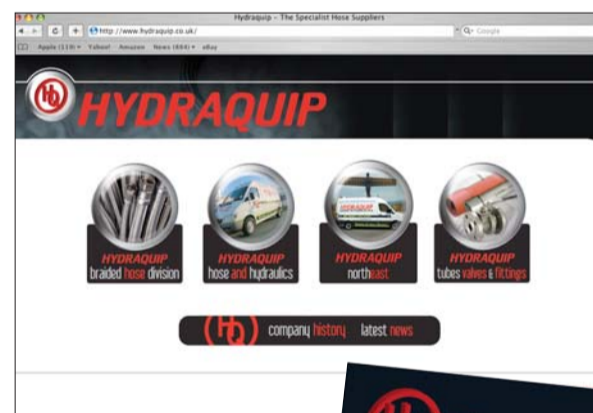 Hydraquip – The Specialist Hose Suppliers
http://www.hydraquip.co.uk/
Google
Apple (119) Yahoo! Amazon News (884) eBay
HYDRAQUIP
HYDRAQUIP
braided hose division
HYDRAQUIP
hose and hydraulics
HYDRAQUIP
northeast
HYDRAQUIP
tubes valves & fittings
company history latest news